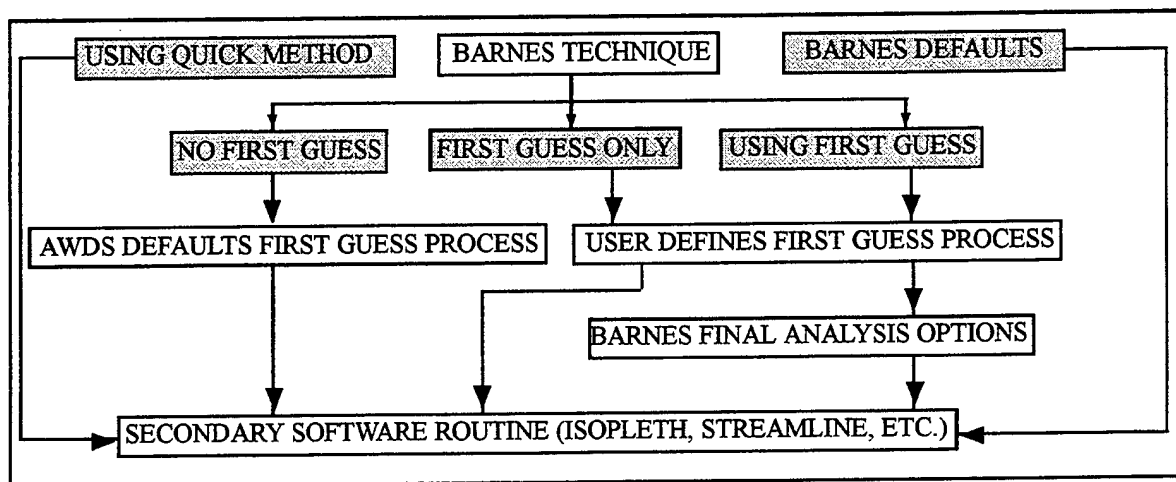 USING QUICK METHOD
BARNES TECHNIQUE
BARNES DEFAULTS
NO FIRST GUESS
FIRST GUESS ONLY
USING FIRST GUESS
AWDS DEFAULTS FIRST GUESS PROCESS
USER DEFINES FIRST GUESS PROCESS
BARNES FINAL ANALYSIS OPTIONS
SECONDARY SOFTWARE ROUTINE (ISOPLETH, STREAMLINE, ETC.)